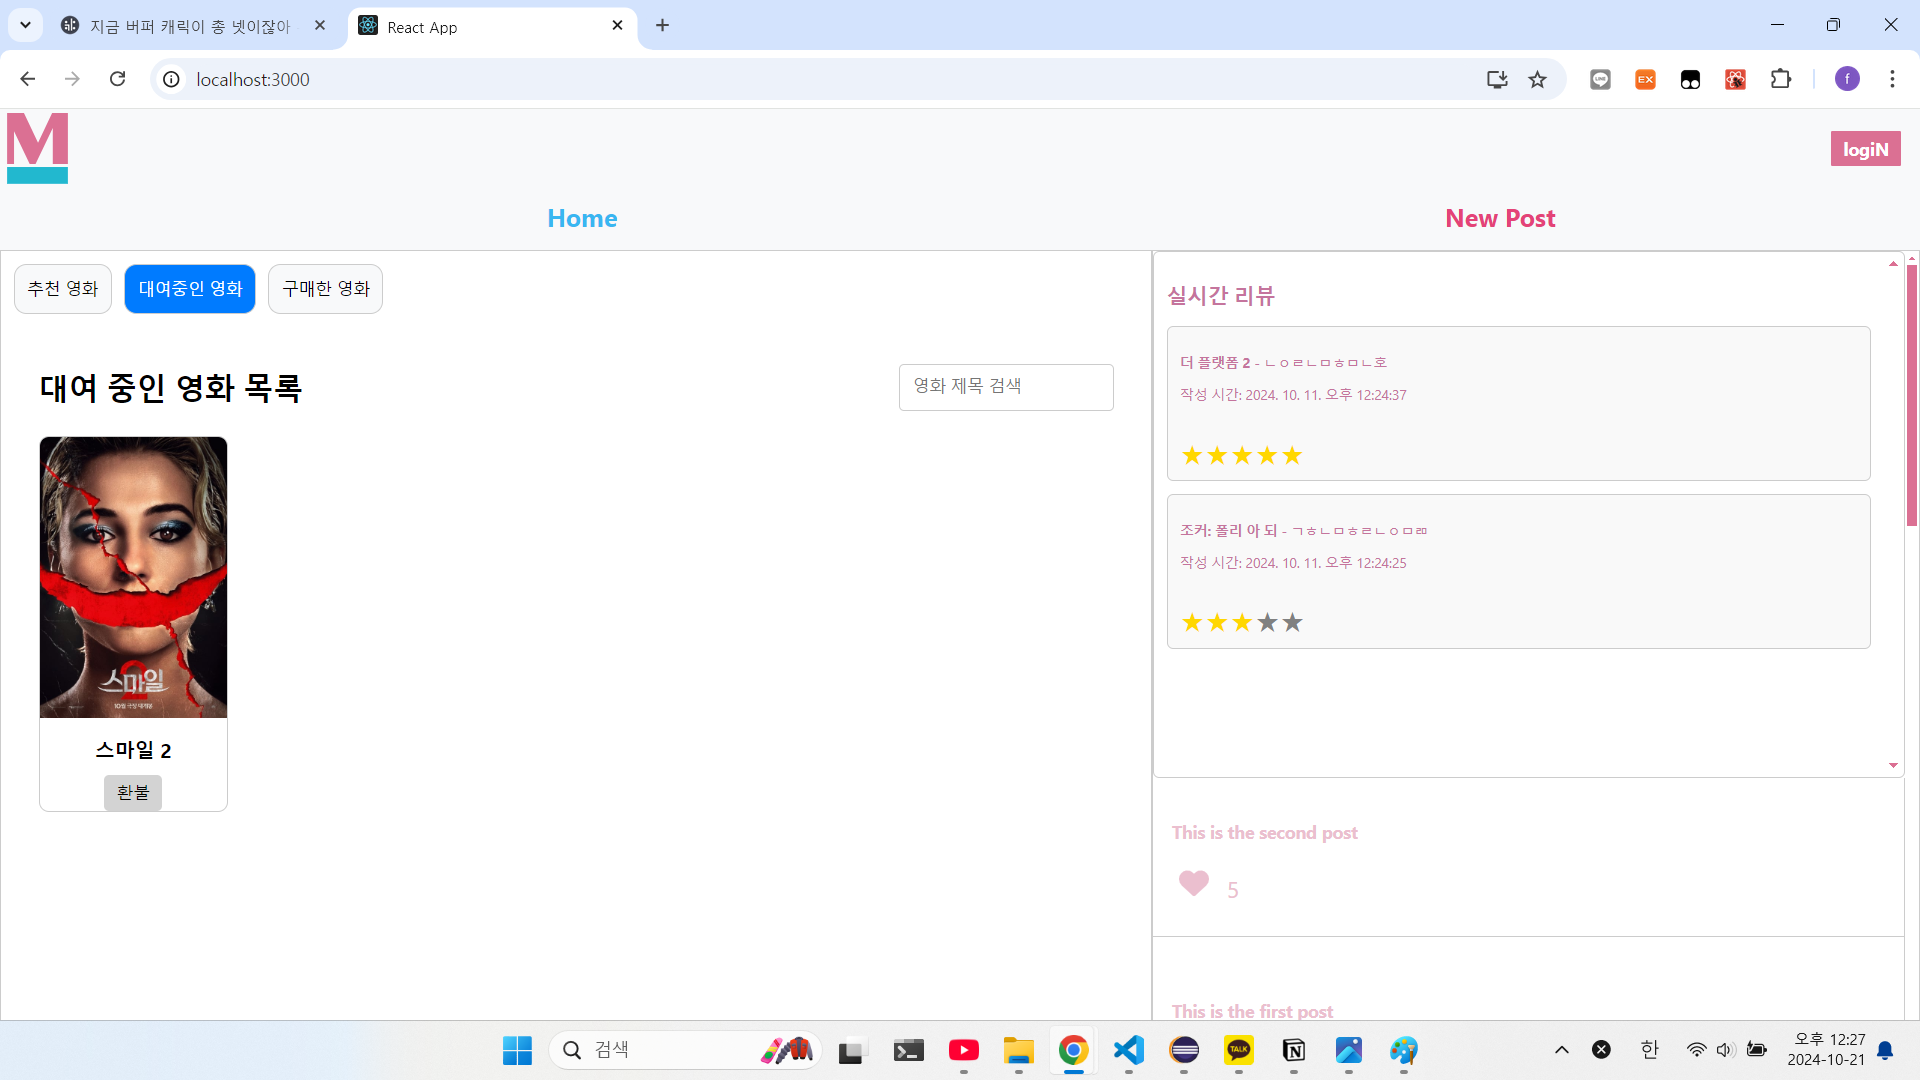 지금 버퍼 캐릭이 총 넷이잖아
React App
localhost:3000
EX
f
M
logiN
Home
New Post
추천 영화
대여중인 영화
구매한 영화
대여 중인 영화 목록
영화 제목 검색
스마일
2
스마일 2
환불
실시간 리뷰
더 플랫폼 2 - ㄴㅇㄹㄴㅁㅎㅁㄴ호
작성 시간: 2024. 10. 11. 오후 12:24:37
★★★★★
조커: 폴리 아 되 - ㄱㅎㄴㅁㅎㄹㄴㅇㅁㄻ
작성 시간: 2024. 10. 11. 오후 12:24:25
★★★★★
This is the second post
5
This is the first post
검색
TALK
한
오후 12:27
2024-10-21